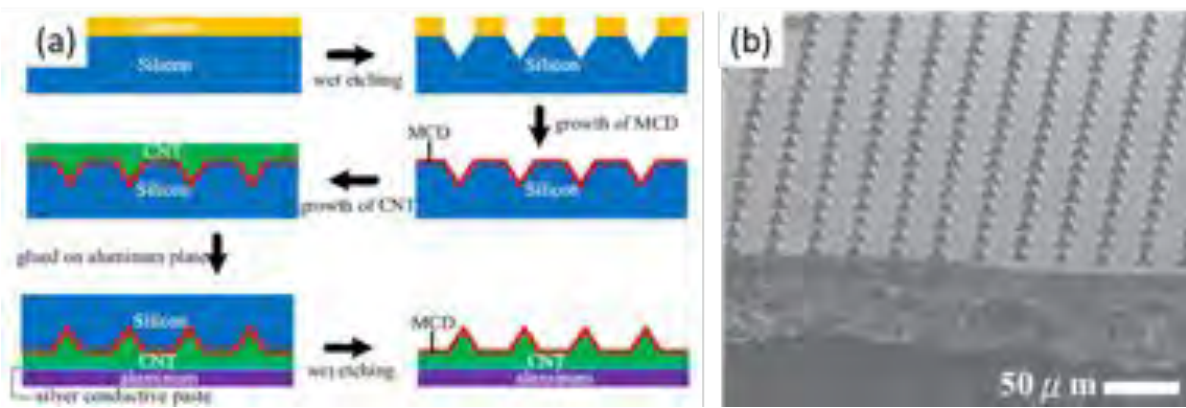 (a)
Silicon
wet etching
Silicon
growth of MCD
CNT
Silicon
MCD
Silicon
growth of CNT
glued on aluminum plate
Silicon
CNT
aluminum
silver conductive paste
wet etching
MCD
CNT
aluminum
(b)
50 μm